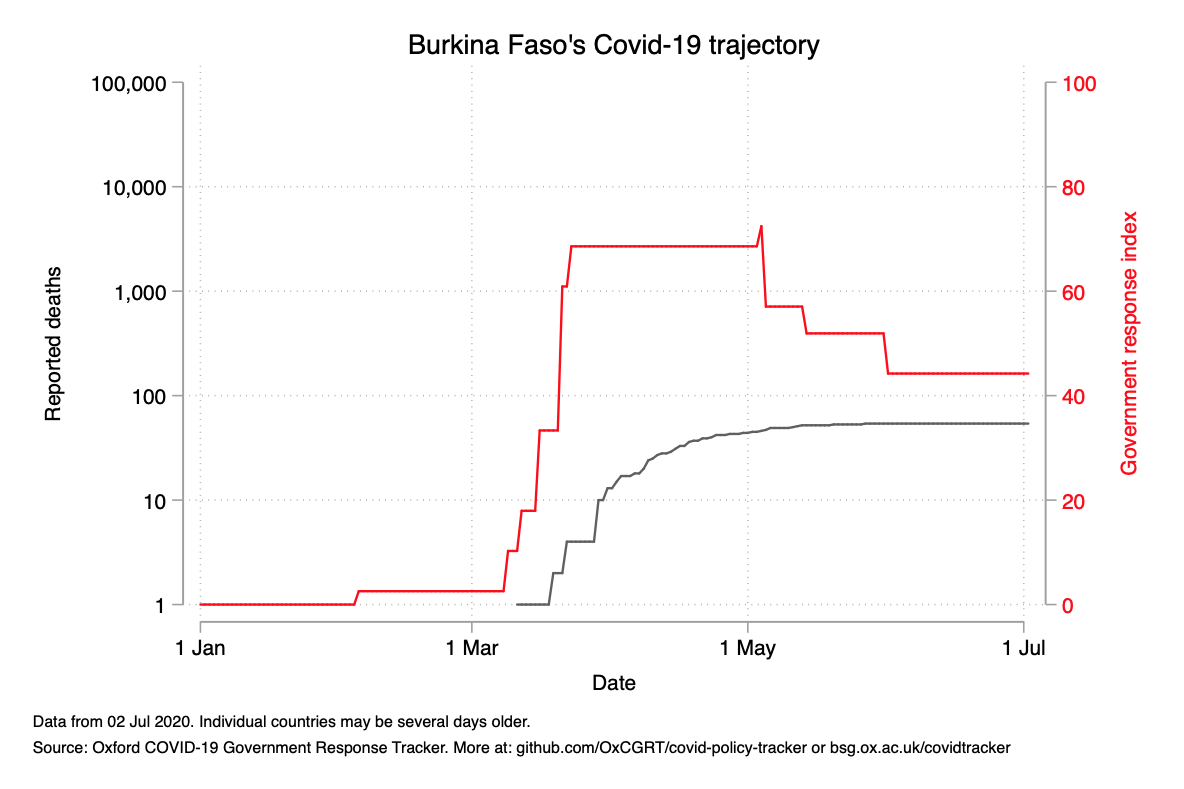 Burkina Faso's Covid-19 trajectory
100,000
10,000
1,000
100
10
1
Reported deaths
100
80
60
40
20
0
Government response index
1 Jan
1 Mar
1 May
1 Jul
Date
Data from 02 Jul 2020. Individual countries may be several days older.
Source: Oxford COVID-19 Government Response Tracker. More at: github.com/OxCGRT/covid-policy-tracker or bsg.ox.ac.uk/covidtracker